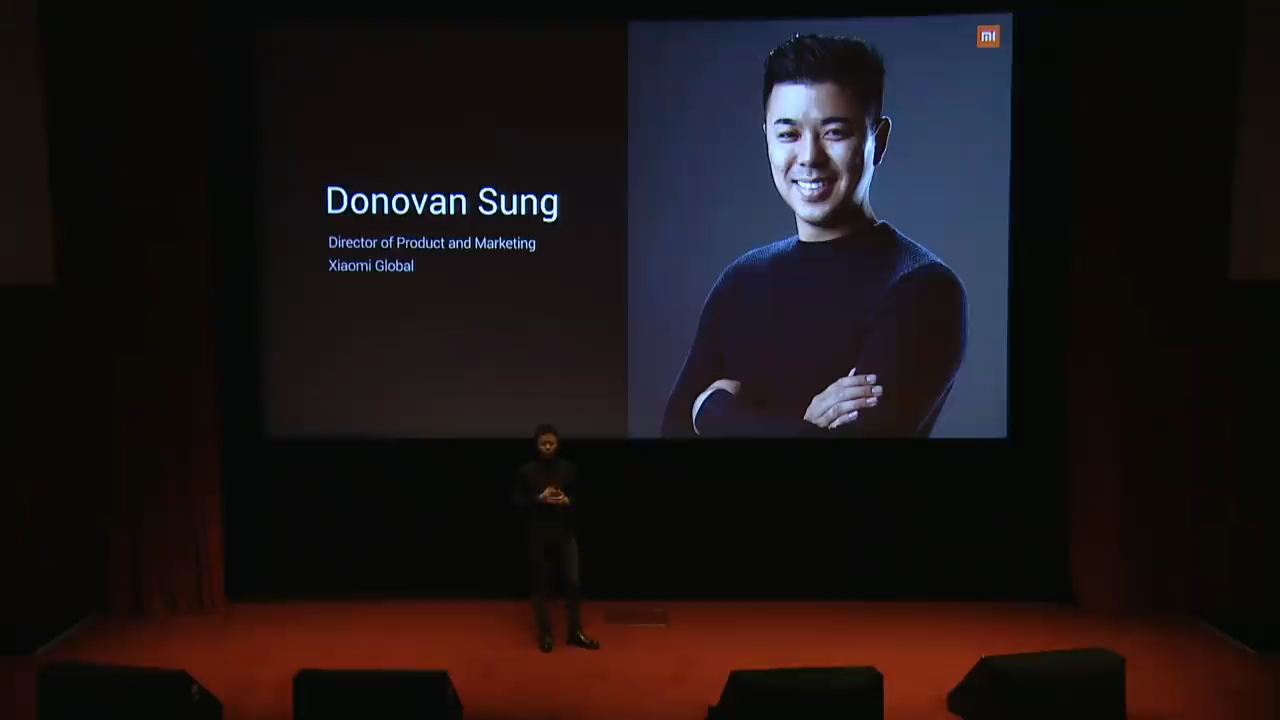 Donovan Sung
Director of Product and Marketing
Xiaomi Global
mi